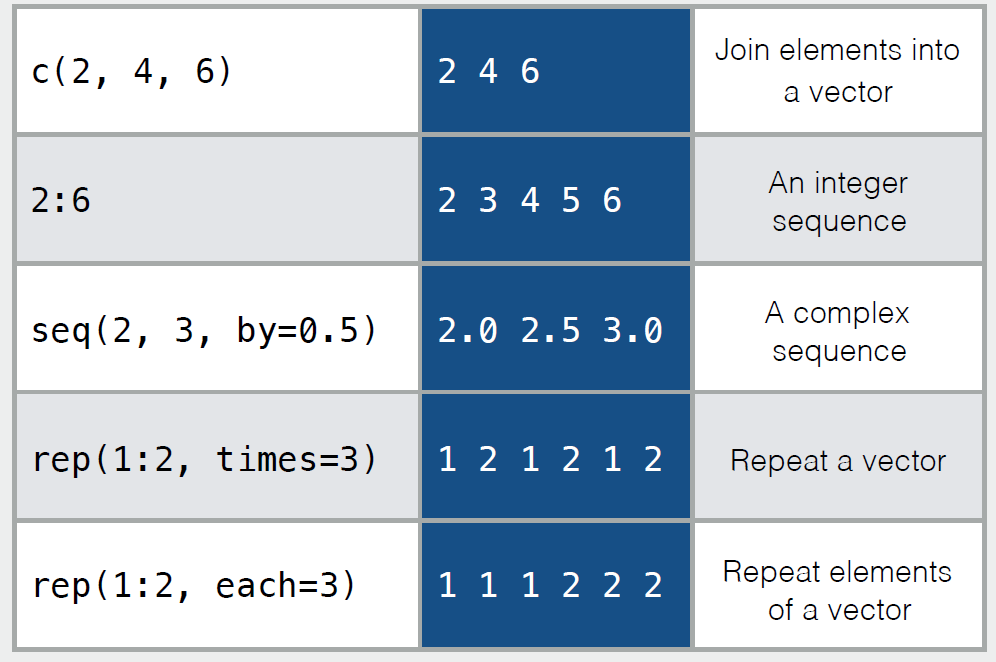 c(2, 4, 6)
2 4 6
Join elements into
a vector
2:6
2 3 4 5 6
An integer
sequence
seq(2, 3, by=0.5)
2.0 2.5 3.0
A complex
sequence
rep(1:2, times=3)
1 2 1 2 1 2
Repeat a vector
rep(1:2, each=3)
1 1 1 2 2 2
Repeat elements
of a vector